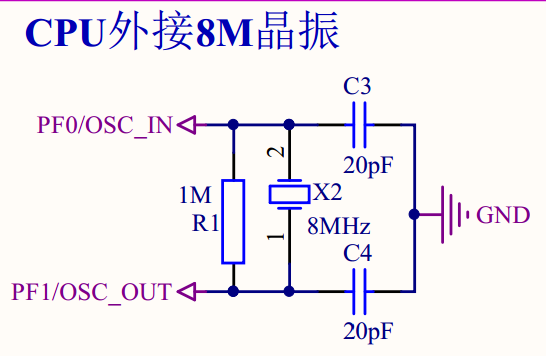 CPU外接8M晶振
C3
PF0/OSC_IN
2
20pF
1M
X2
R1
GND
1
8MHz
C4
PF1/OSC_OUT
20pF